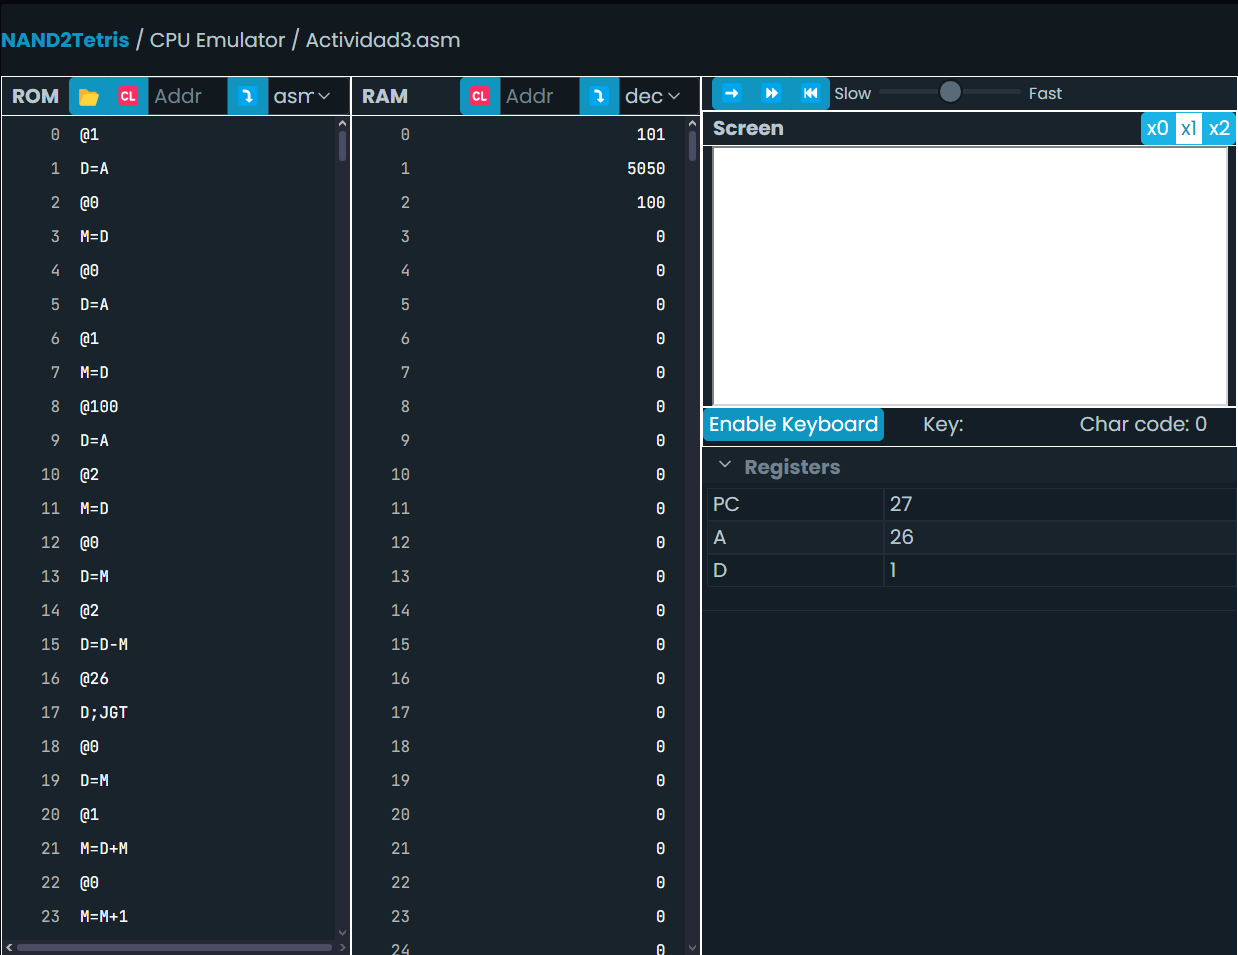 NAND2Tetris / CPU Emulator / Actividad3.asm
ROM CL Addr asm
0 @1
1 D=A
2 @0
3 M=D
4 @0
5 D=A
6 @1
7 M=D
8 @100
9 D=A
10 @2
11 M=D
12 @0
13 D=M
14 @2
15 D=D-M
16 @26
17 D;JGT
18 @0
19 D=M
20 @1
21 M=D+M
22 @0
23 M=M+1
RAM CL Addr dec
0 101
1 5050
2 100
3 0
4 0
5 0
6 0
7 0
8 0
9 0
10 0
11 0
12 0
13 0
14 0
15 0
16 0
17 0
18 0
19 0
20 0
21 0
22 0
23 0
24 0
Slow Fast
Screen x0 x1 x2
Enable Keyboard Key: Char code: 0
Registers
PC 27
A 26
D 1